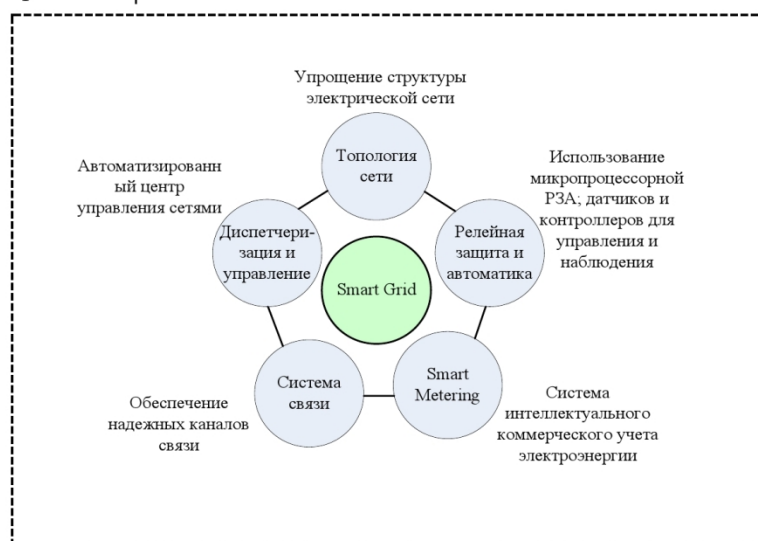 Упрощение структуры
электрической сети
Топология
сети
Автоматизированн
ый центр
управления сетями
Использование
микропроцессорной
РЗА; датчиков и
контроллеров для
управления и
наблюдения
Диспетчери-
зация и
управление
Релейная
защита и
автоматика
Smart Grid
Система
связи
Smart
Metering
Обеспечение
надежных каналов
связи
Система
интеллектуального
коммерческого учета
электроэнергии